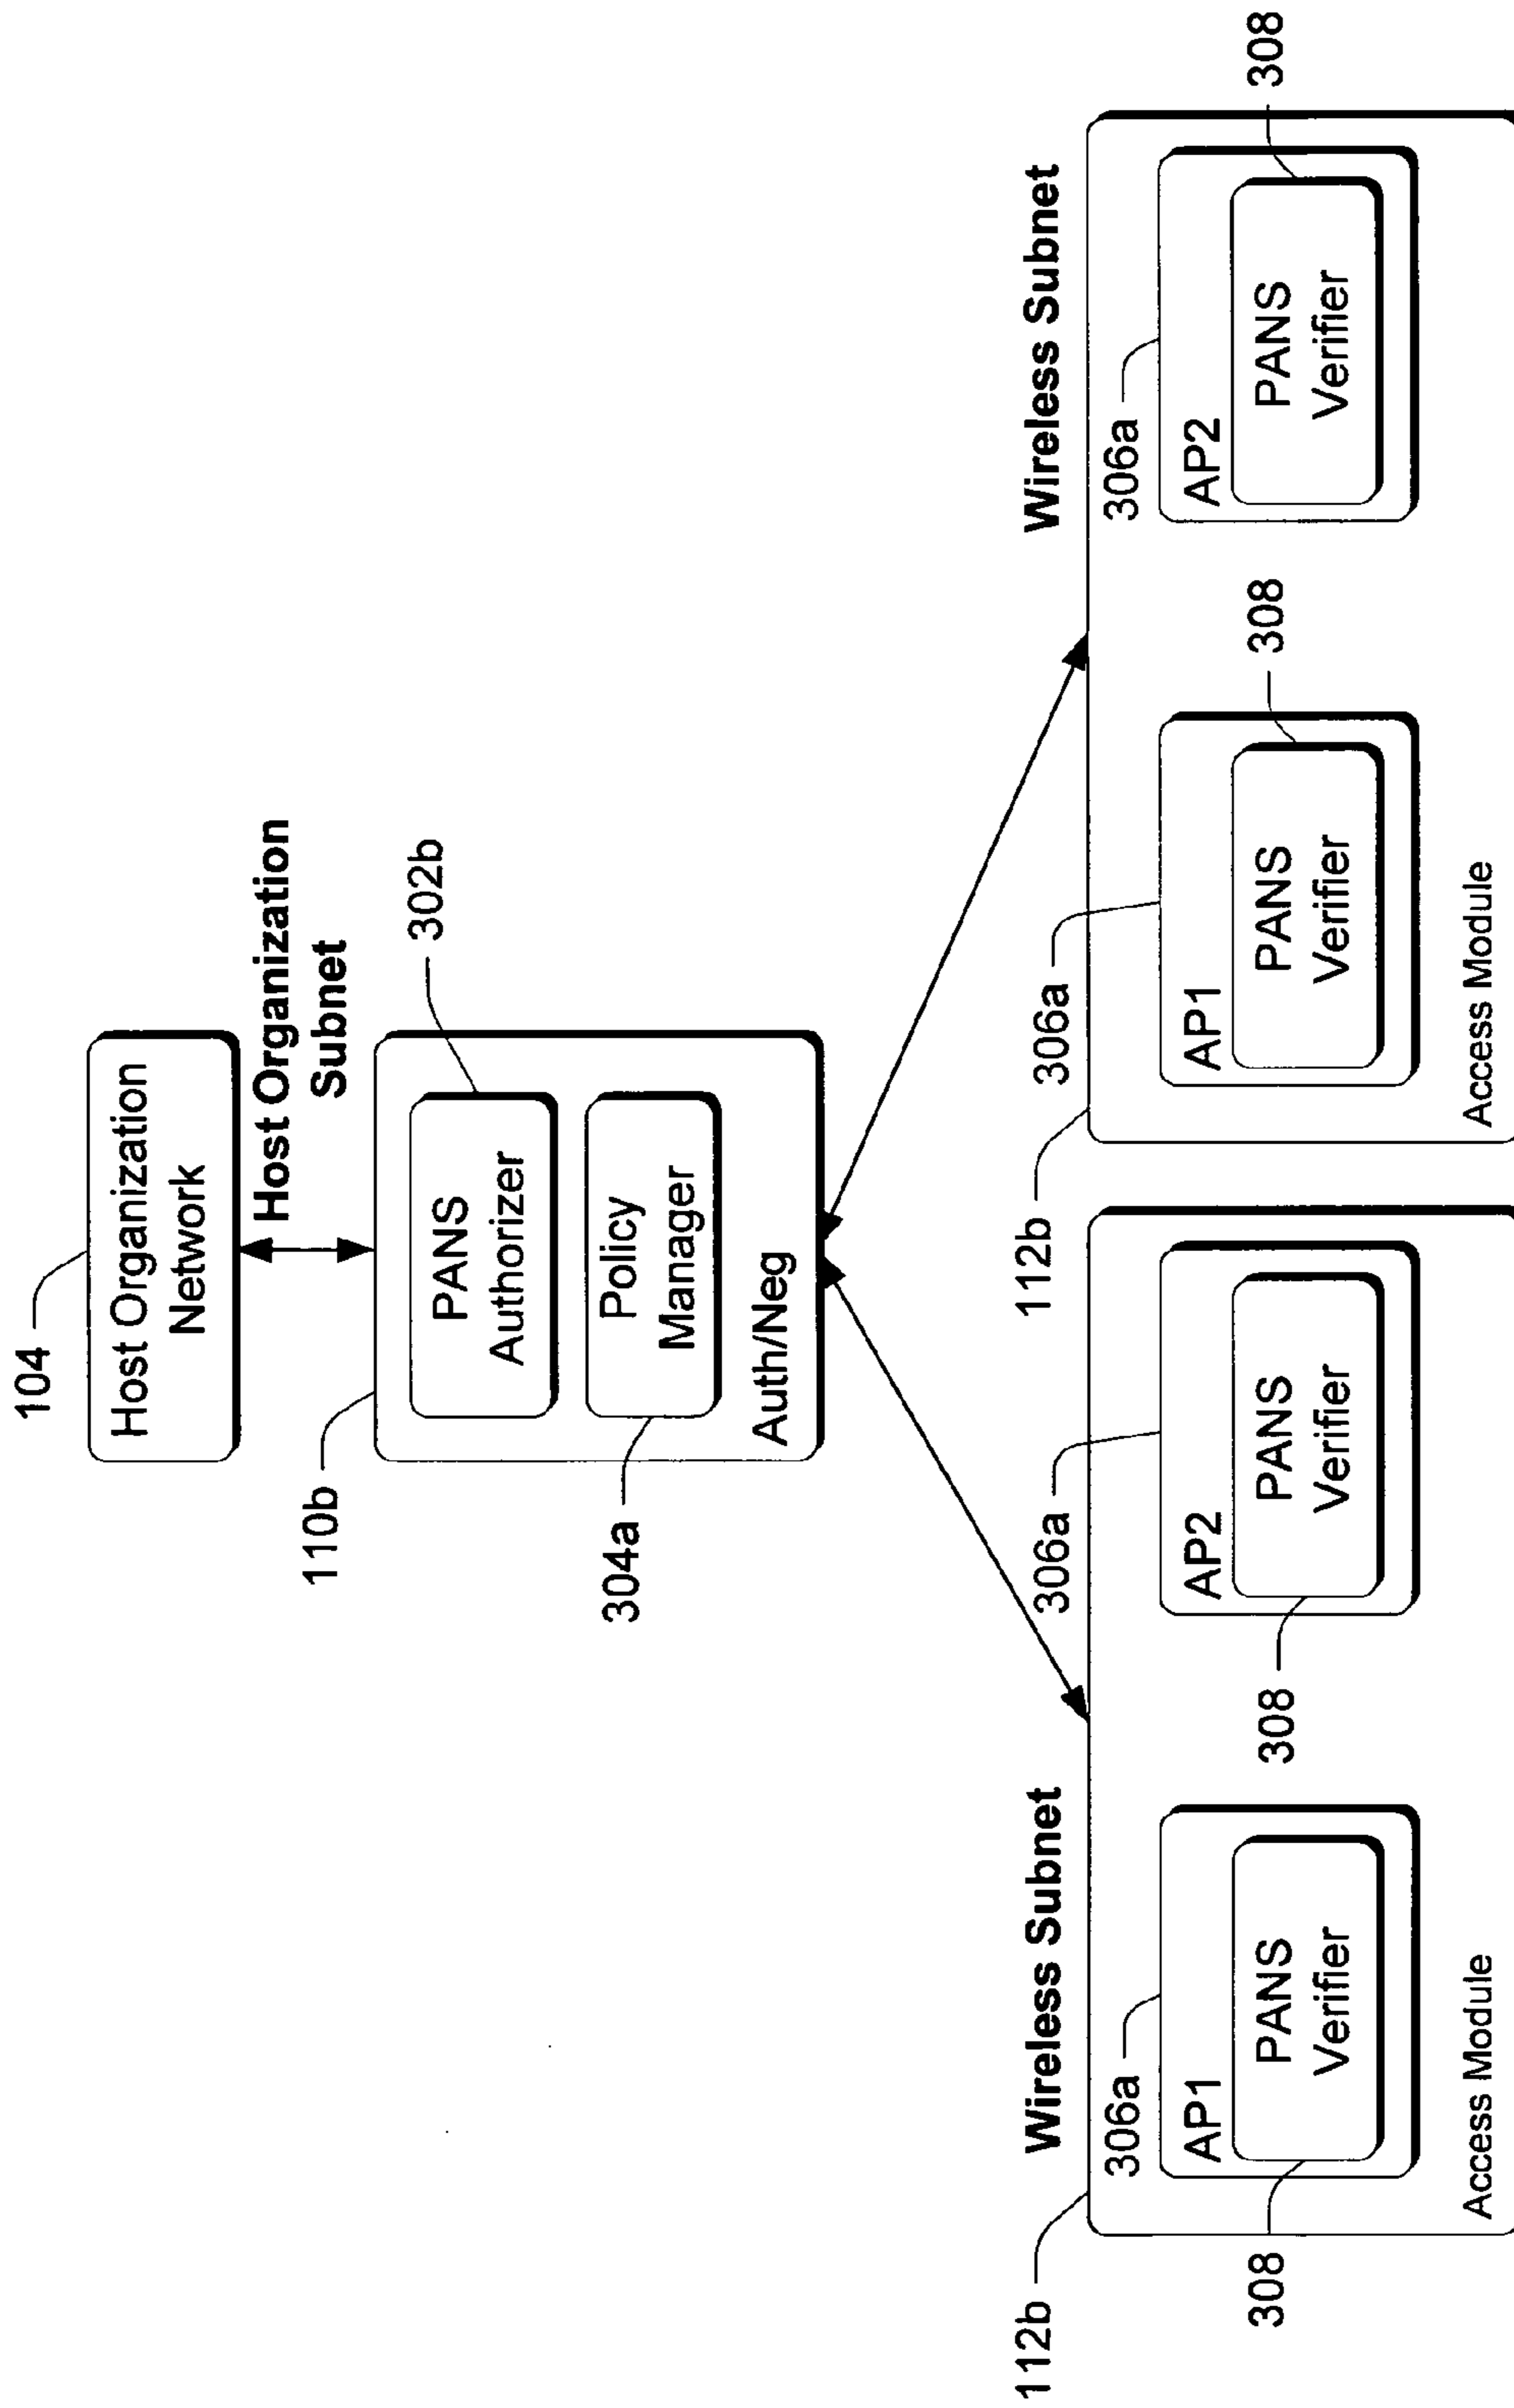 104
Host Organization
Network
Host Organization
Subnet
110b
302b
PANS
Authorizer
304a
Policy
Manager
Auth/Neg
Wireless Subnet
112b
306a
AP1
PANS
Verifier
308
306a
AP2
PANS
Verifier
308
Access Module
Wireless Subnet
112b
306a
AP1
PANS
Verifier
308
306a
AP2
PANS
Verifier
308
Access Module